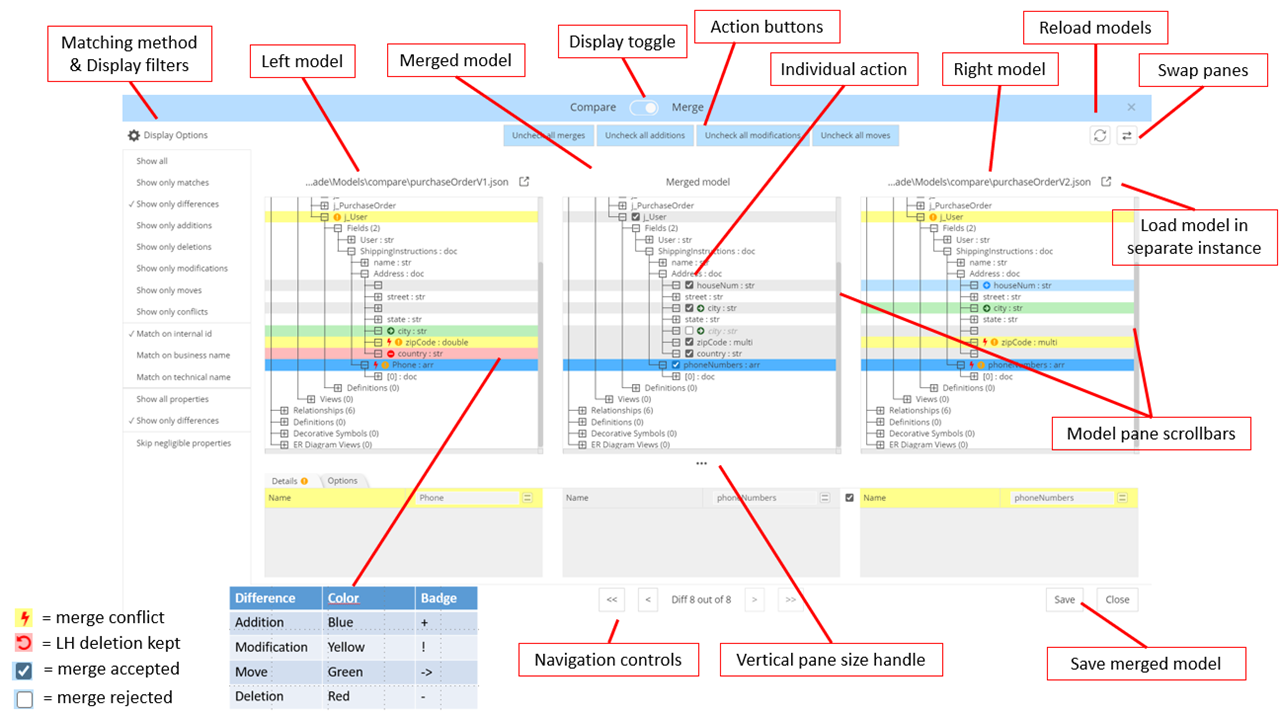 Matching method
& Display filters
Left model
Merged model
Display toggle
Action buttons
Individual action
Right model
Reload models
Swap panes
Compare
Merge
Display Options
Uncheck all merges
Uncheck all additions
Uncheck all modifications
Uncheck all moves
Show all
Show only matches
✓ Show only differences
Show only additions
Show only deletions
Show only modifications
Show only moves
Show only conflicts
✓ Match on internal id
Match on business name
Match on technical name
Show all properties
✓ Show only differences
Skip negligible properties
...ade\Models\compare\purchaseOrderV1.json
j_PurchaseOrder
j_User
Fields (2)
User : str
ShippingInstructions : doc
name : str
Address : doc
street : str
state : str
city : str
zipCode : double
country : str
Phone : arr
[0] : doc
Definitions (0)
Views (0)
Relationships (6)
Definitions (0)
Decorative Symbols (0)
ER Diagram Views (0)
Merged model
j_PurchaseOrder
j_User
Fields (2)
User : str
ShippingInstructions : doc
name : str
Address : doc
houseNum : str
street : str
city : str
state : str
city : str
zipCode : multi
country : str
phoneNumbers : arr
[0] : doc
Definitions (0)
Views (0)
Relationships (6)
Definitions (0)
Decorative Symbols (0)
ER Diagram Views (0)
...ade\Models\compare\purchaseOrderV2.json
j_PurchaseOrder
j_User
Fields (2)
User : str
ShippingInstructions : doc
name : str
Address : doc
houseNum : str
street : str
city : str
state : str
zipCode : multi
phoneNumbers : arr
[0] : doc
Definitions (0)
Views (0)
Relationships (6)
Definitions (0)
Decorative Symbols (0)
ER Diagram Views (0)
Load model in
separate instance
Model pane scrollbars
Details
Options
Name
Phone
Name
phoneNumbers
Name
phoneNumbers
<<
<
Diff 8 out of 8
>
>>
Save
Close
Difference Color Badge
Addition Blue +
Modification Yellow !
Move Green ->
Deletion Red -
= merge conflict
= LH deletion kept
= merge accepted
= merge rejected
Navigation controls
Vertical pane size handle
Save merged model